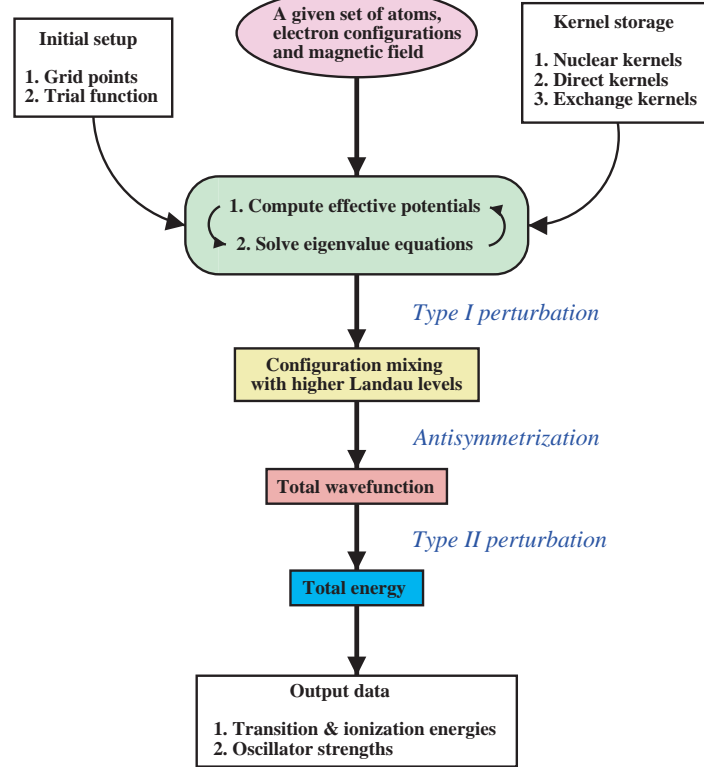 Initial setup
1. Grid points
2. Trial function
A given set of atoms,
electron configurations
and magnetic field
Kernel storage
1. Nuclear kernels
2. Direct kernels
3. Exchange kernels
1. Compute effective potentials
2. Solve eigenvalue equations
Type I perturbation
Configuration mixing
with higher Landau levels
Antisymmetrization
Total wavefunction
Type II perturbation
Total energy
Output data
1. Transition & ionization energies
2. Oscillator strengths